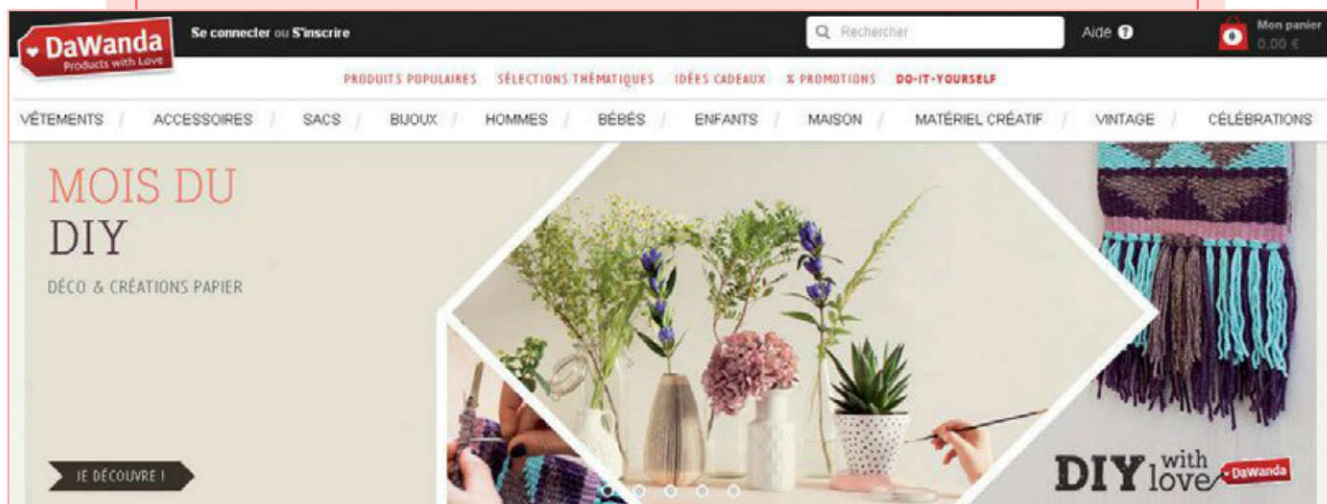 DaWanda
Products with Love
Se connecter ou S'inscrire
Rechercher
Aide ?
0
Mon panier
0.00 €
PRODUITS POPULAIRES SÉLECTIONS THÉMATIQUES IDÉES CADEAUX % PROMOTIONS DO-IT-YOURSELF
VÊTEMENTS / ACCESSOIRES / SACS / BIJOUX / HOMMES / BÉBÉS / ENFANTS / MAISON / MATÉRIEL CRÉATIF / VINTAGE / CÉLÉBRATIONS
MOIS DU
DIY
DÉCO & CRÉATIONS PAPIER
JE DÉCOUVRE !
DIY with love
DaWanda